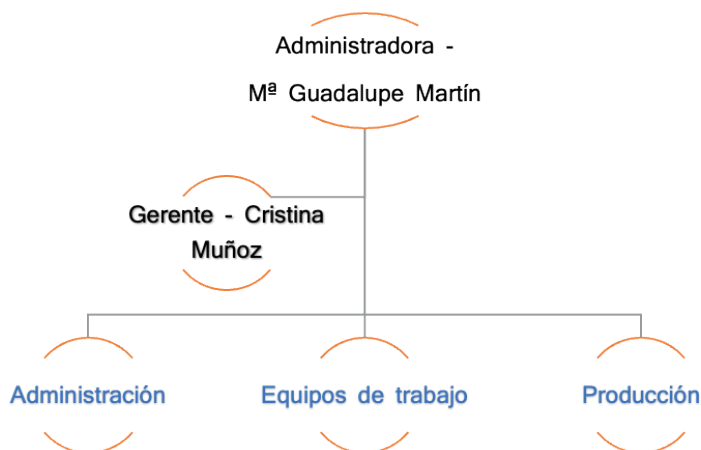 Administradora -
Mª Guadalupe Martín
Gerente - Cristina
Muñoz
Administración
Equipos de trabajo
Producción